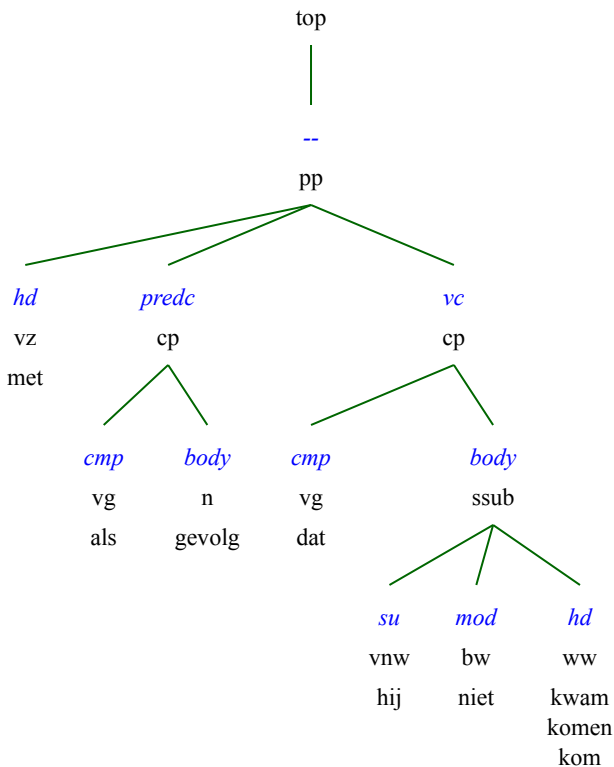 top
--
pp
hd predc vc
vz cp cp
met
cmp body cmp body
vg n vg ssub
als gevolg dat
su mod hd
vnw bw ww
hij niet kwam
komen
kom